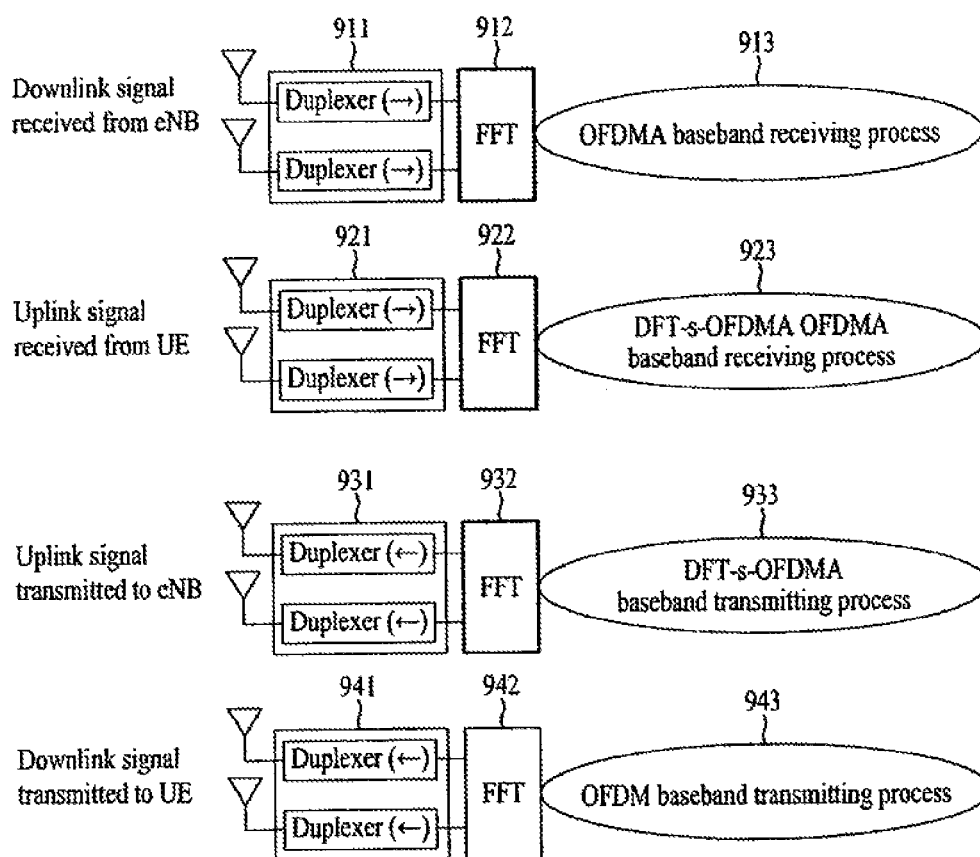 911
912
913
Downlink signal
received from eNB
Duplexer (→)
Duplexer (→)
FFT
OFDMA baseband receiving process
921
922
923
Uplink signal
received from UE
Duplexer (→)
Duplexer (→)
FFT
DFT-s-OFDMA OFDMA
baseband receiving process
931
932
933
Uplink signal
transmitted to eNB
Duplexer (←)
Duplexer (←)
FFT
DFT-s-OFDMA
baseband transmitting process
941
942
943
Downlink signal
transmitted to UE
Duplexer (←)
Duplexer (←)
FFT
OFDM baseband transmitting process